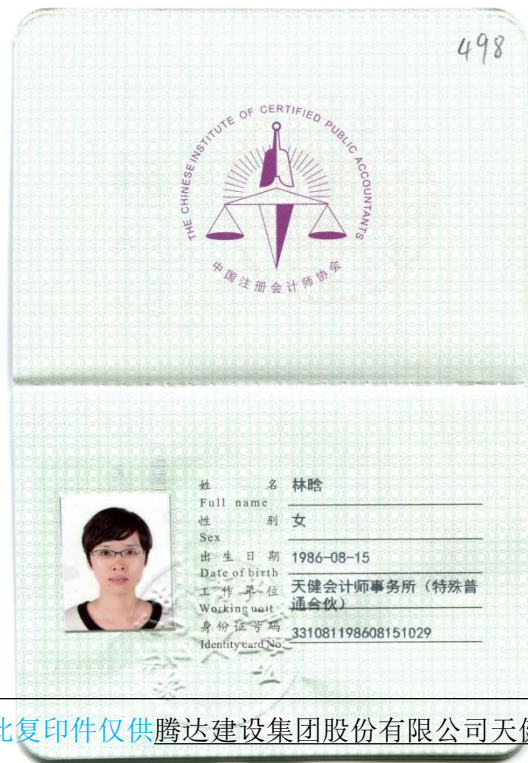 498
THE CHINESE INSTITUTE OF CERTIFIED PUBLIC ACCOUNTANTS
中国注册会计师协会
姓 名 林晗
Full name
性 别 女
Sex
出生日期 1986-08-15
Date of birth
工作单位 天健会计师事务所（特殊普
Working unit 通合伙）
身份证号码 331081198608151029
Identity card No.
此复印件仅供腾达建设集团股份有限公司天健